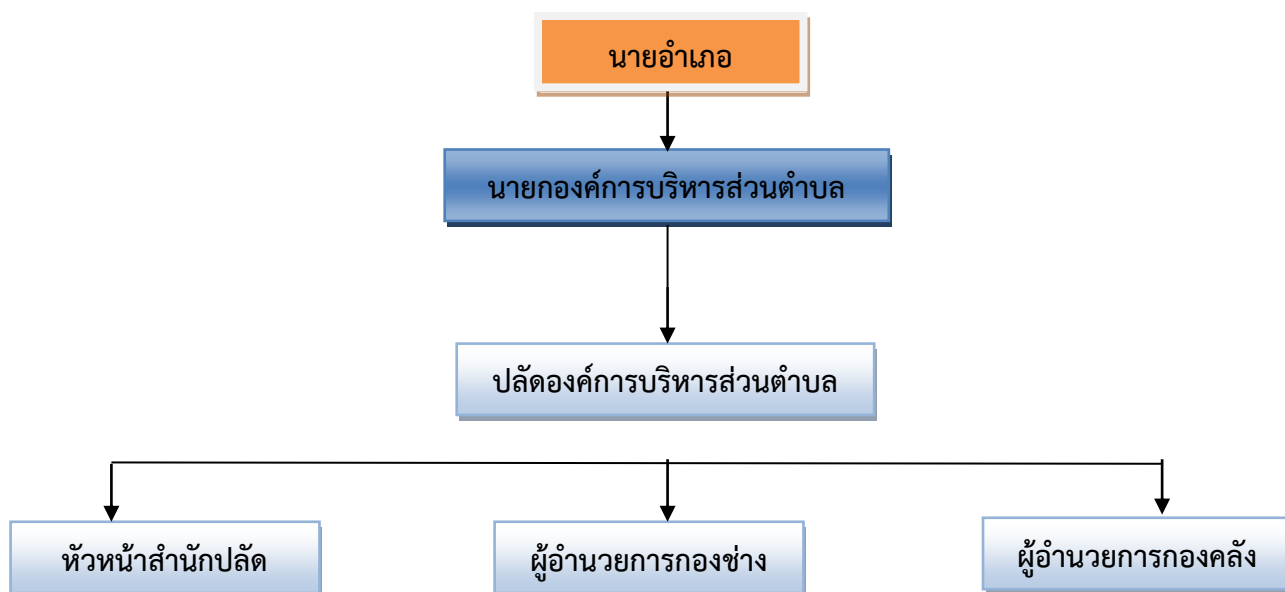 นายอำเภอ
นายกองค์การบริหารส่วนตำบล
ปลัดองค์การบริหารส่วนตำบล
หัวหน้าสำนักปลัด
ผู้อำนวยการกองช่าง
ผู้อำนวยการกองคลัง